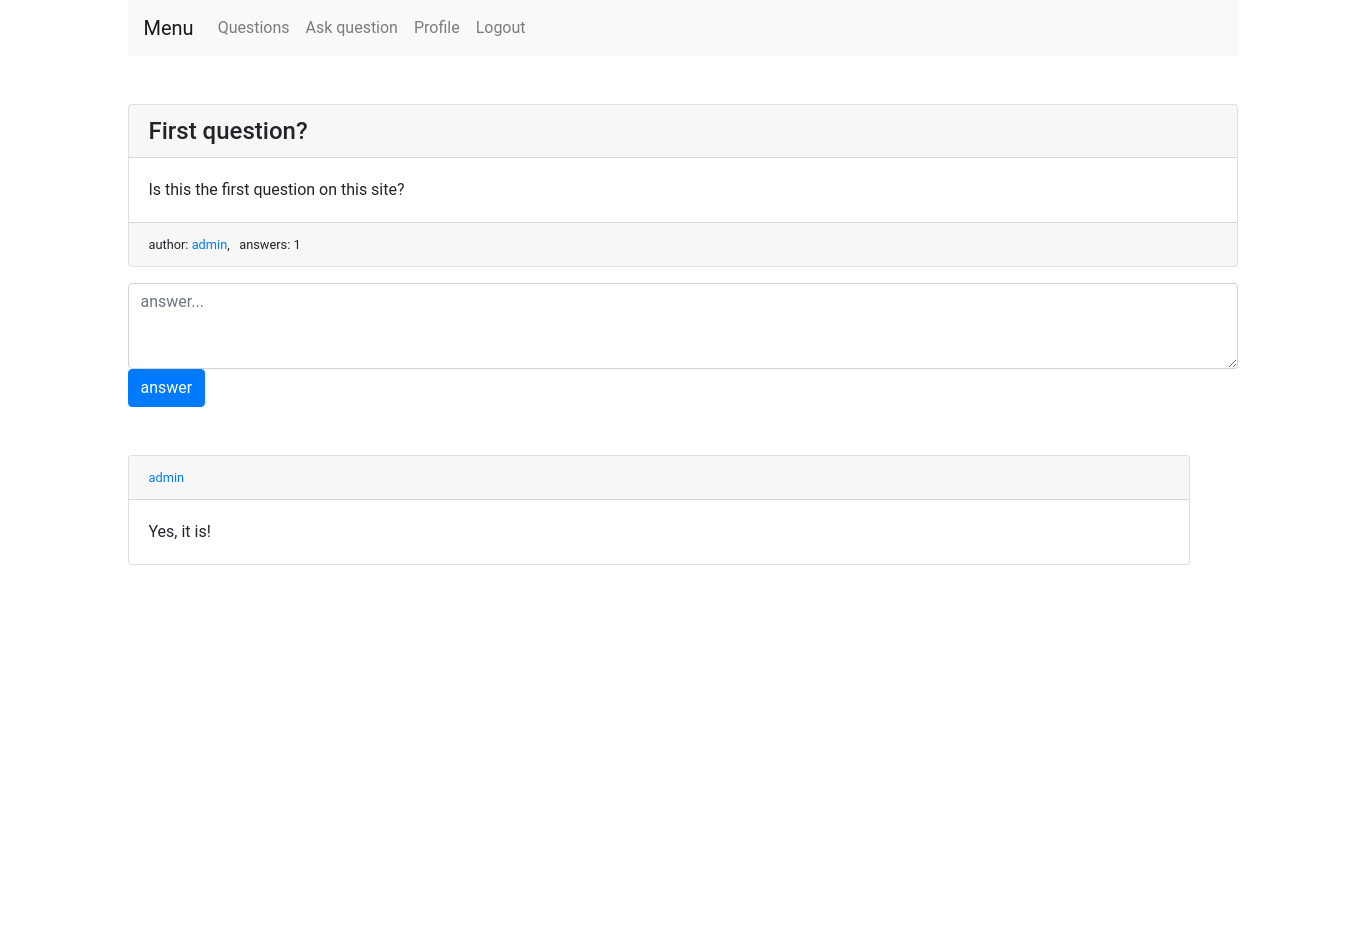 Menu Questions Ask question Profile Logout
First question?
Is this the first question on this site?
author: admin, answers: 1
answer...
answer
admin
Yes, it is!